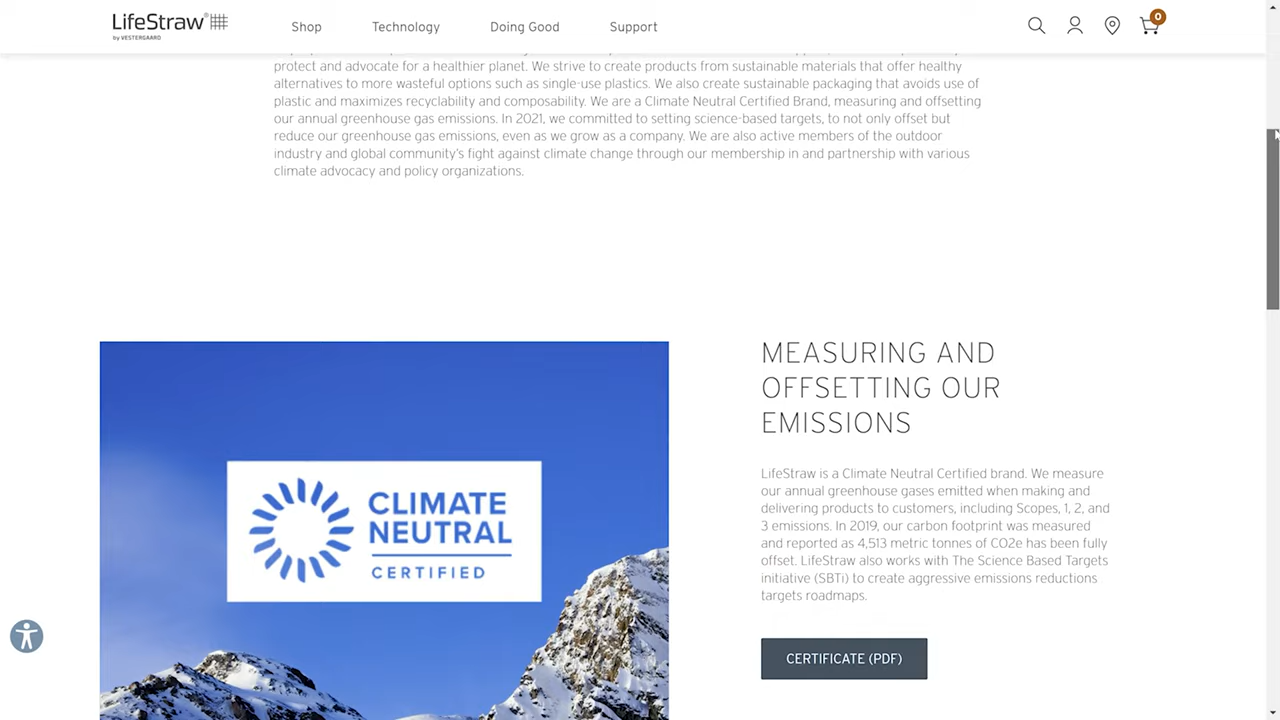 LifeStraw®
by VESTERGAARD
Shop
Technology
Doing Good
Support
0
protect and advocate for a healthier planet. We strive to create products from sustainable materials that offer healthy
alternatives to more wasteful options such as single-use plastics. We also create sustainable packaging that avoids use of
plastic and maximizes recyclability and composability. We are a Climate Neutral Certified Brand, measuring and offsetting
our annual greenhouse gas emissions. In 2021, we committed to setting science-based targets, to not only offset but
reduce our greenhouse gas emissions, even as we grow as a company. We are also active members of the outdoor
industry and global community's fight against climate change through our membership in and partnership with various
climate advocacy and policy organizations.
CLIMATE
NEUTRAL
CERTIFIED
MEASURING AND
OFFSETTING OUR
EMISSIONS
LifeStraw is a Climate Neutral Certified brand. We measure
our annual greenhouse gases emitted when making and
delivering products to customers, including Scopes, 1, 2, and
3 emissions. In 2019, our carbon footprint was measured
and reported as 4,513 metric tonnes of CO2e has been fully
offset. LifeStraw also works with The Science Based Targets
initiative (SBTi) to create aggressive emissions reductions
targets roadmaps.
CERTIFICATE (PDF)